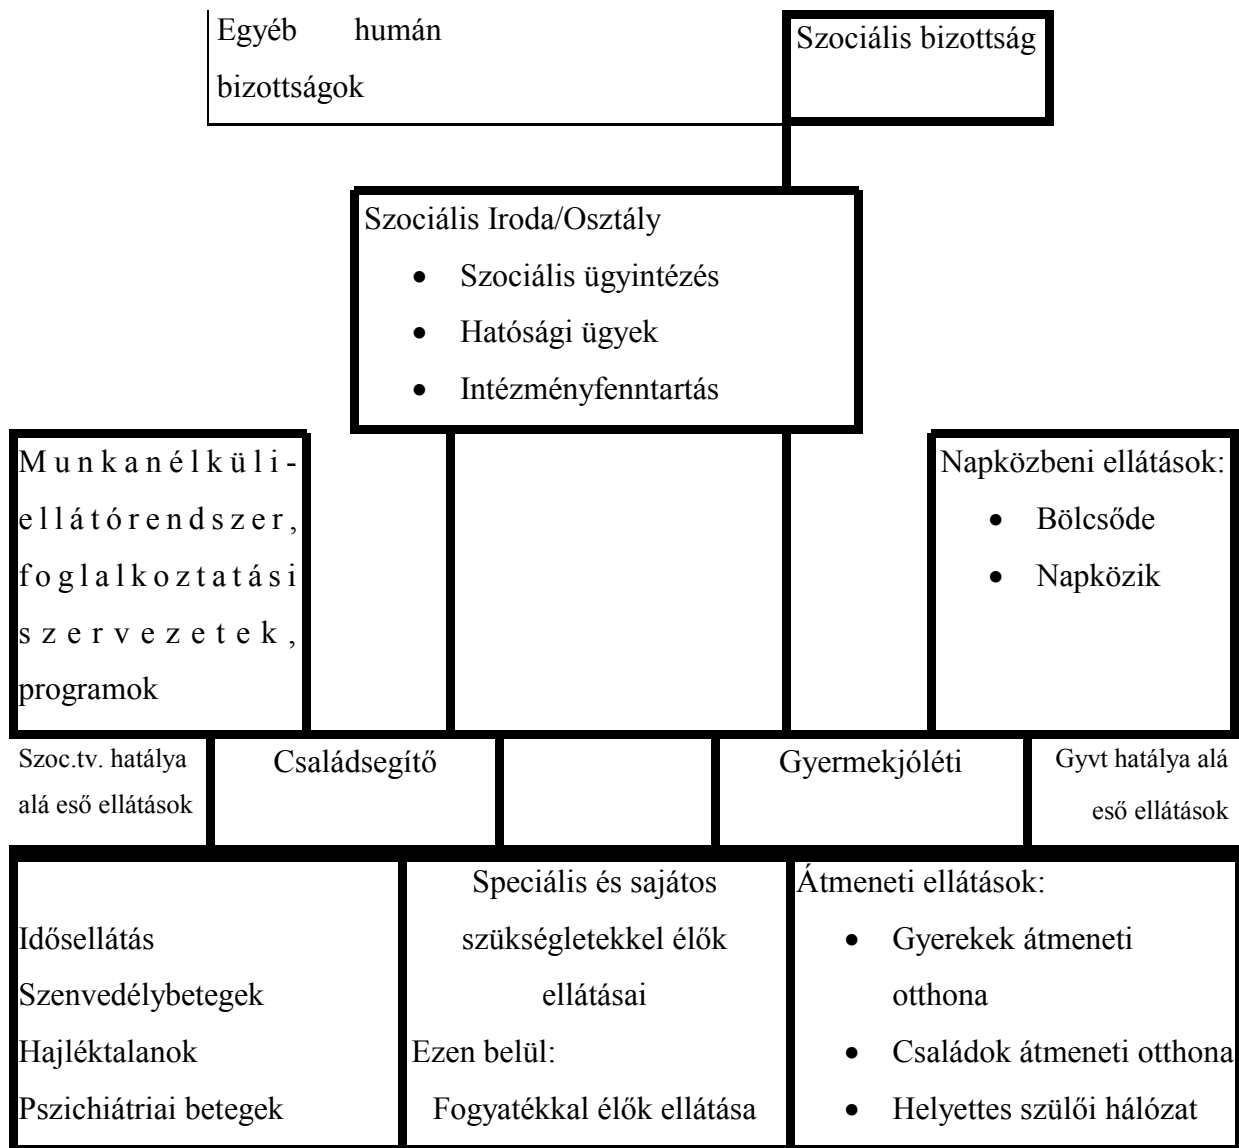 Egyéb humán
bizottságok
Szociális bizottság
Szociális Iroda/Osztály
• Szociális ügyintézés
• Hatósági ügyek
• Intézményfenntartás
Munkanélküli-
ellátórendszer,
foglalkoztatási
szervezetek,
programok
Napközbeni ellátások:
• Bölcsőde
• Napközik
Szoc.tv. hatálya
alá eső ellátások
Családsegítő
Gyermekjóléti
Gyvt hatálya alá
eső ellátások
Idősellátás
Szenvedélybetegek
Hajléktalanok
Pszichiátriai betegek
Speciális és sajátos
szükségletekkel élők
ellátásai
Ezen belül:
Fogyatékkal élők ellátása
Átmeneti ellátások:
• Gyerekek átmeneti
otthona
• Családok átmeneti otthona
• Helyettes szülői hálózat